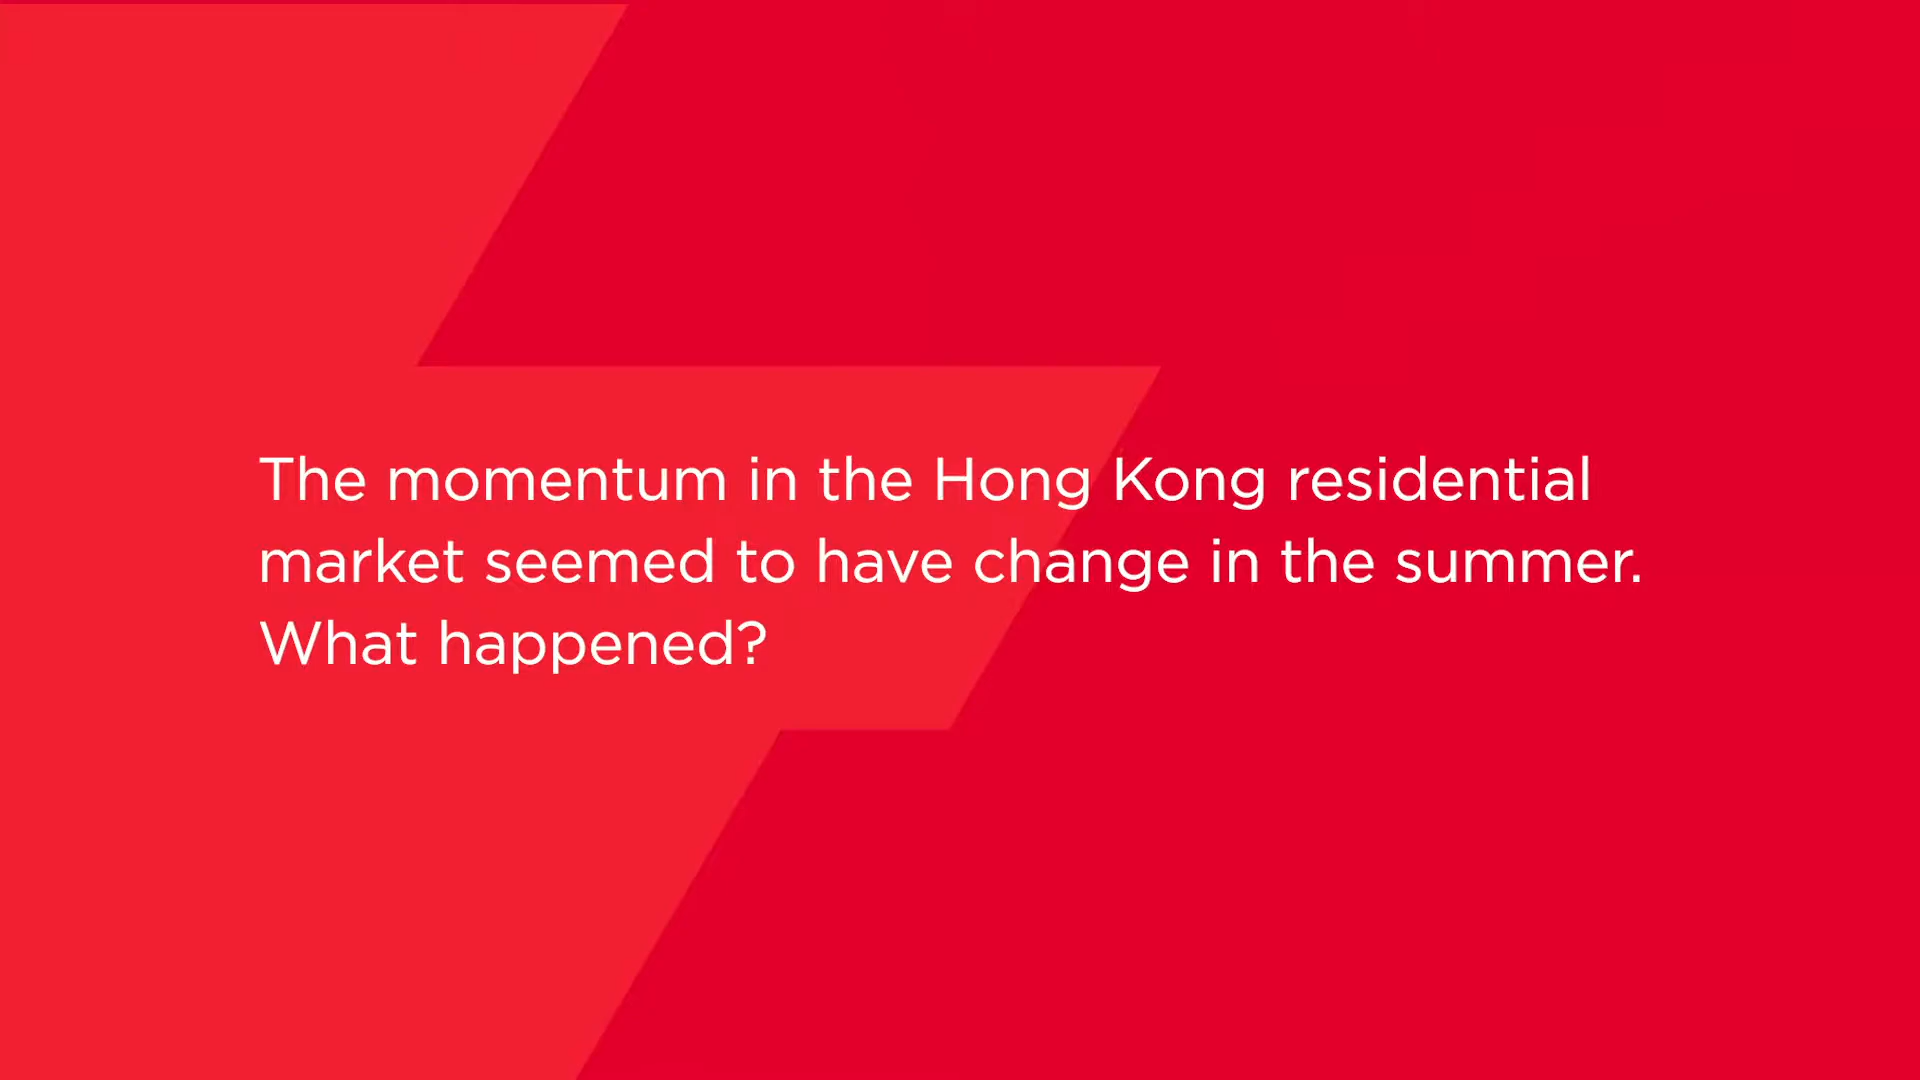 The momentum in the Hong Kong residential
market seemed to have change in the summer.
What happened?